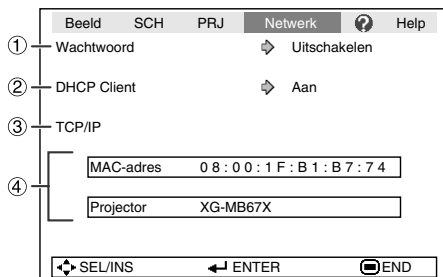 Beeld SCH PRJ Netwerk ? Help
① Wachtwoord Uitschakelen
② DHCP Client Aan
③ TCP/IP
④ MAC-adres 08:00:1F:B1:B7:74
Projector XG-MB67X
SEL/INS ENTER END